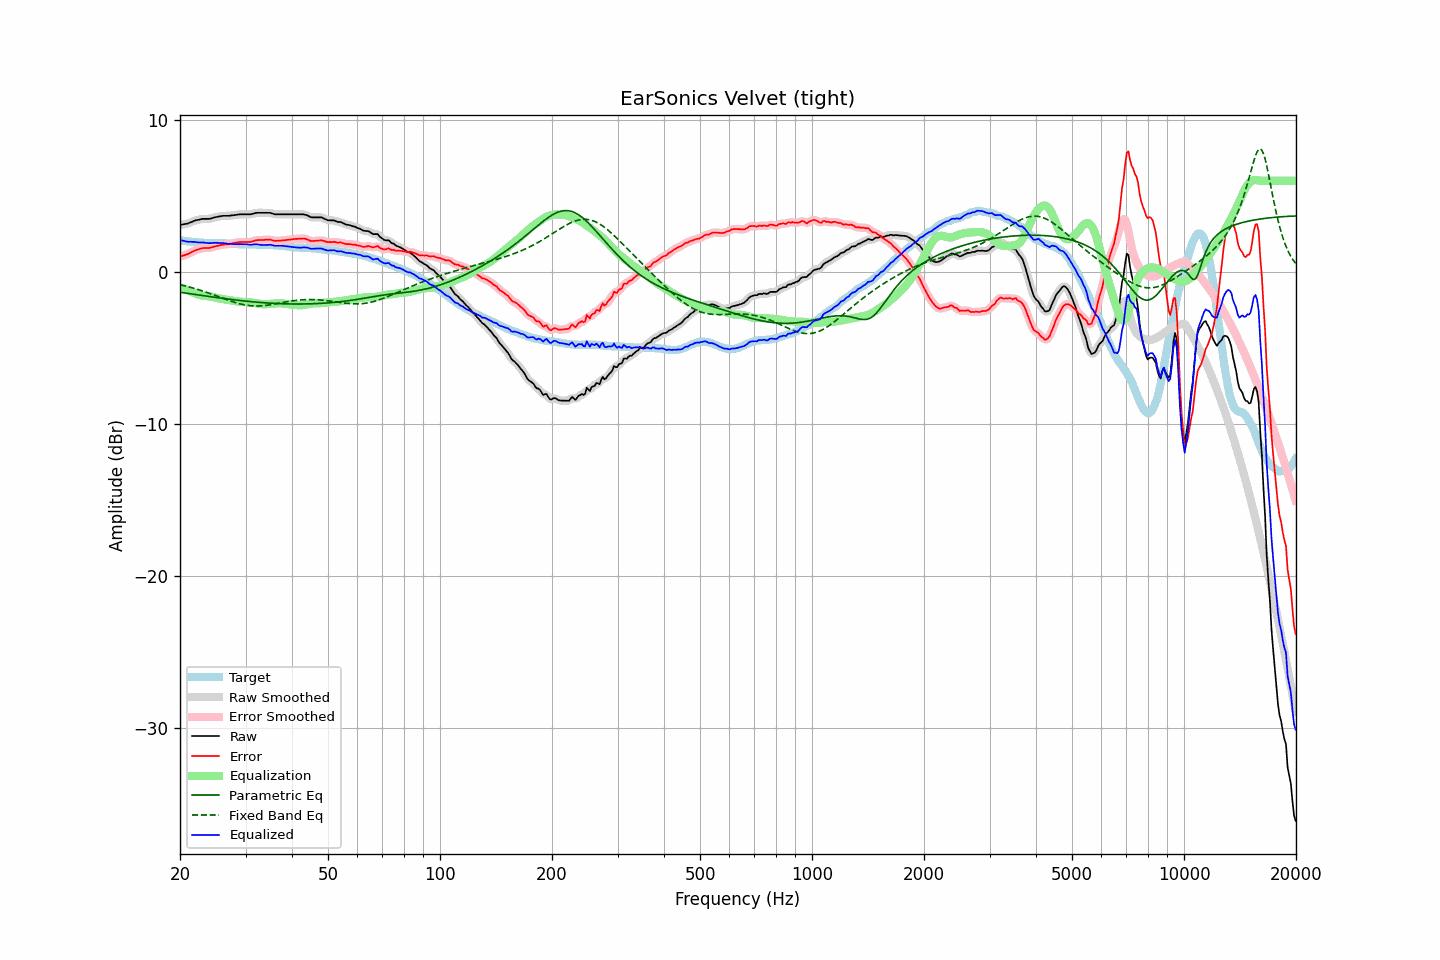 EarSonics Velvet (tight)
Amplitude (dBr)
10
0
−10
−20
−30
Target
Raw Smoothed
Error Smoothed
Raw
Error
Equalization
Parametric Eq
Fixed Band Eq
Equalized
20 50 100 200 500 1000 2000 5000 10000 20000
Frequency (Hz)